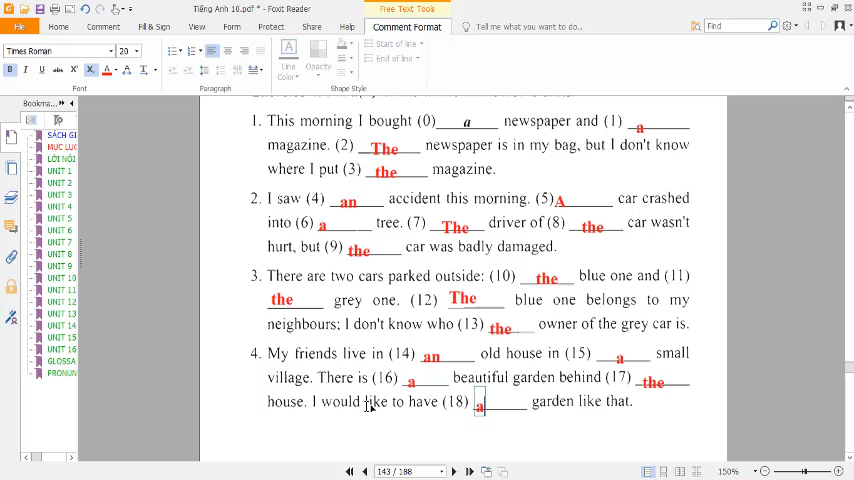 Tiếng Anh 10.pdf * - Foxit Reader
Free Text Tools
File Home Comment Fill & Sign View Protect Share Help Comment Format Tell me what you want to do... Find
Times Roman 20
Line Color Opacity Start of line End of line
Font Paragraph Shape Style
Bookma...
SÁCH GI
MỤC LỤC
LỜI NÓI
UNIT 1
UNIT 2
UNIT 3
UNIT 4
UNIT 5
UNIT 6
UNIT 7
UNIT 8
UNIT 9
UNIT 10
UNIT 11
UNIT 12
UNIT 13
UNIT 14
UNIT 15
UNIT 16
GLOSSA
PRONUN
1. This morning I bought (0) a newspaper and (1) a
magazine. (2) The newspaper is in my bag, but I don't know
where I put (3) the magazine.
2. I saw (4) an accident this morning. (5) A car crashed
into (6) a tree. (7) The driver of (8) the car wasn't
hurt, but (9) the car was badly damaged.
3. There are two cars parked outside: (10) the blue one and (11)
the grey one. (12) The blue one belongs to my
neighbours; I don't know who (13) the owner of the grey car is.
4. My friends live in (14) an old house in (15) a small
village. There is (16) a beautiful garden behind (17) the
house. I would like to have (18) a garden like that.
143 / 188 150%